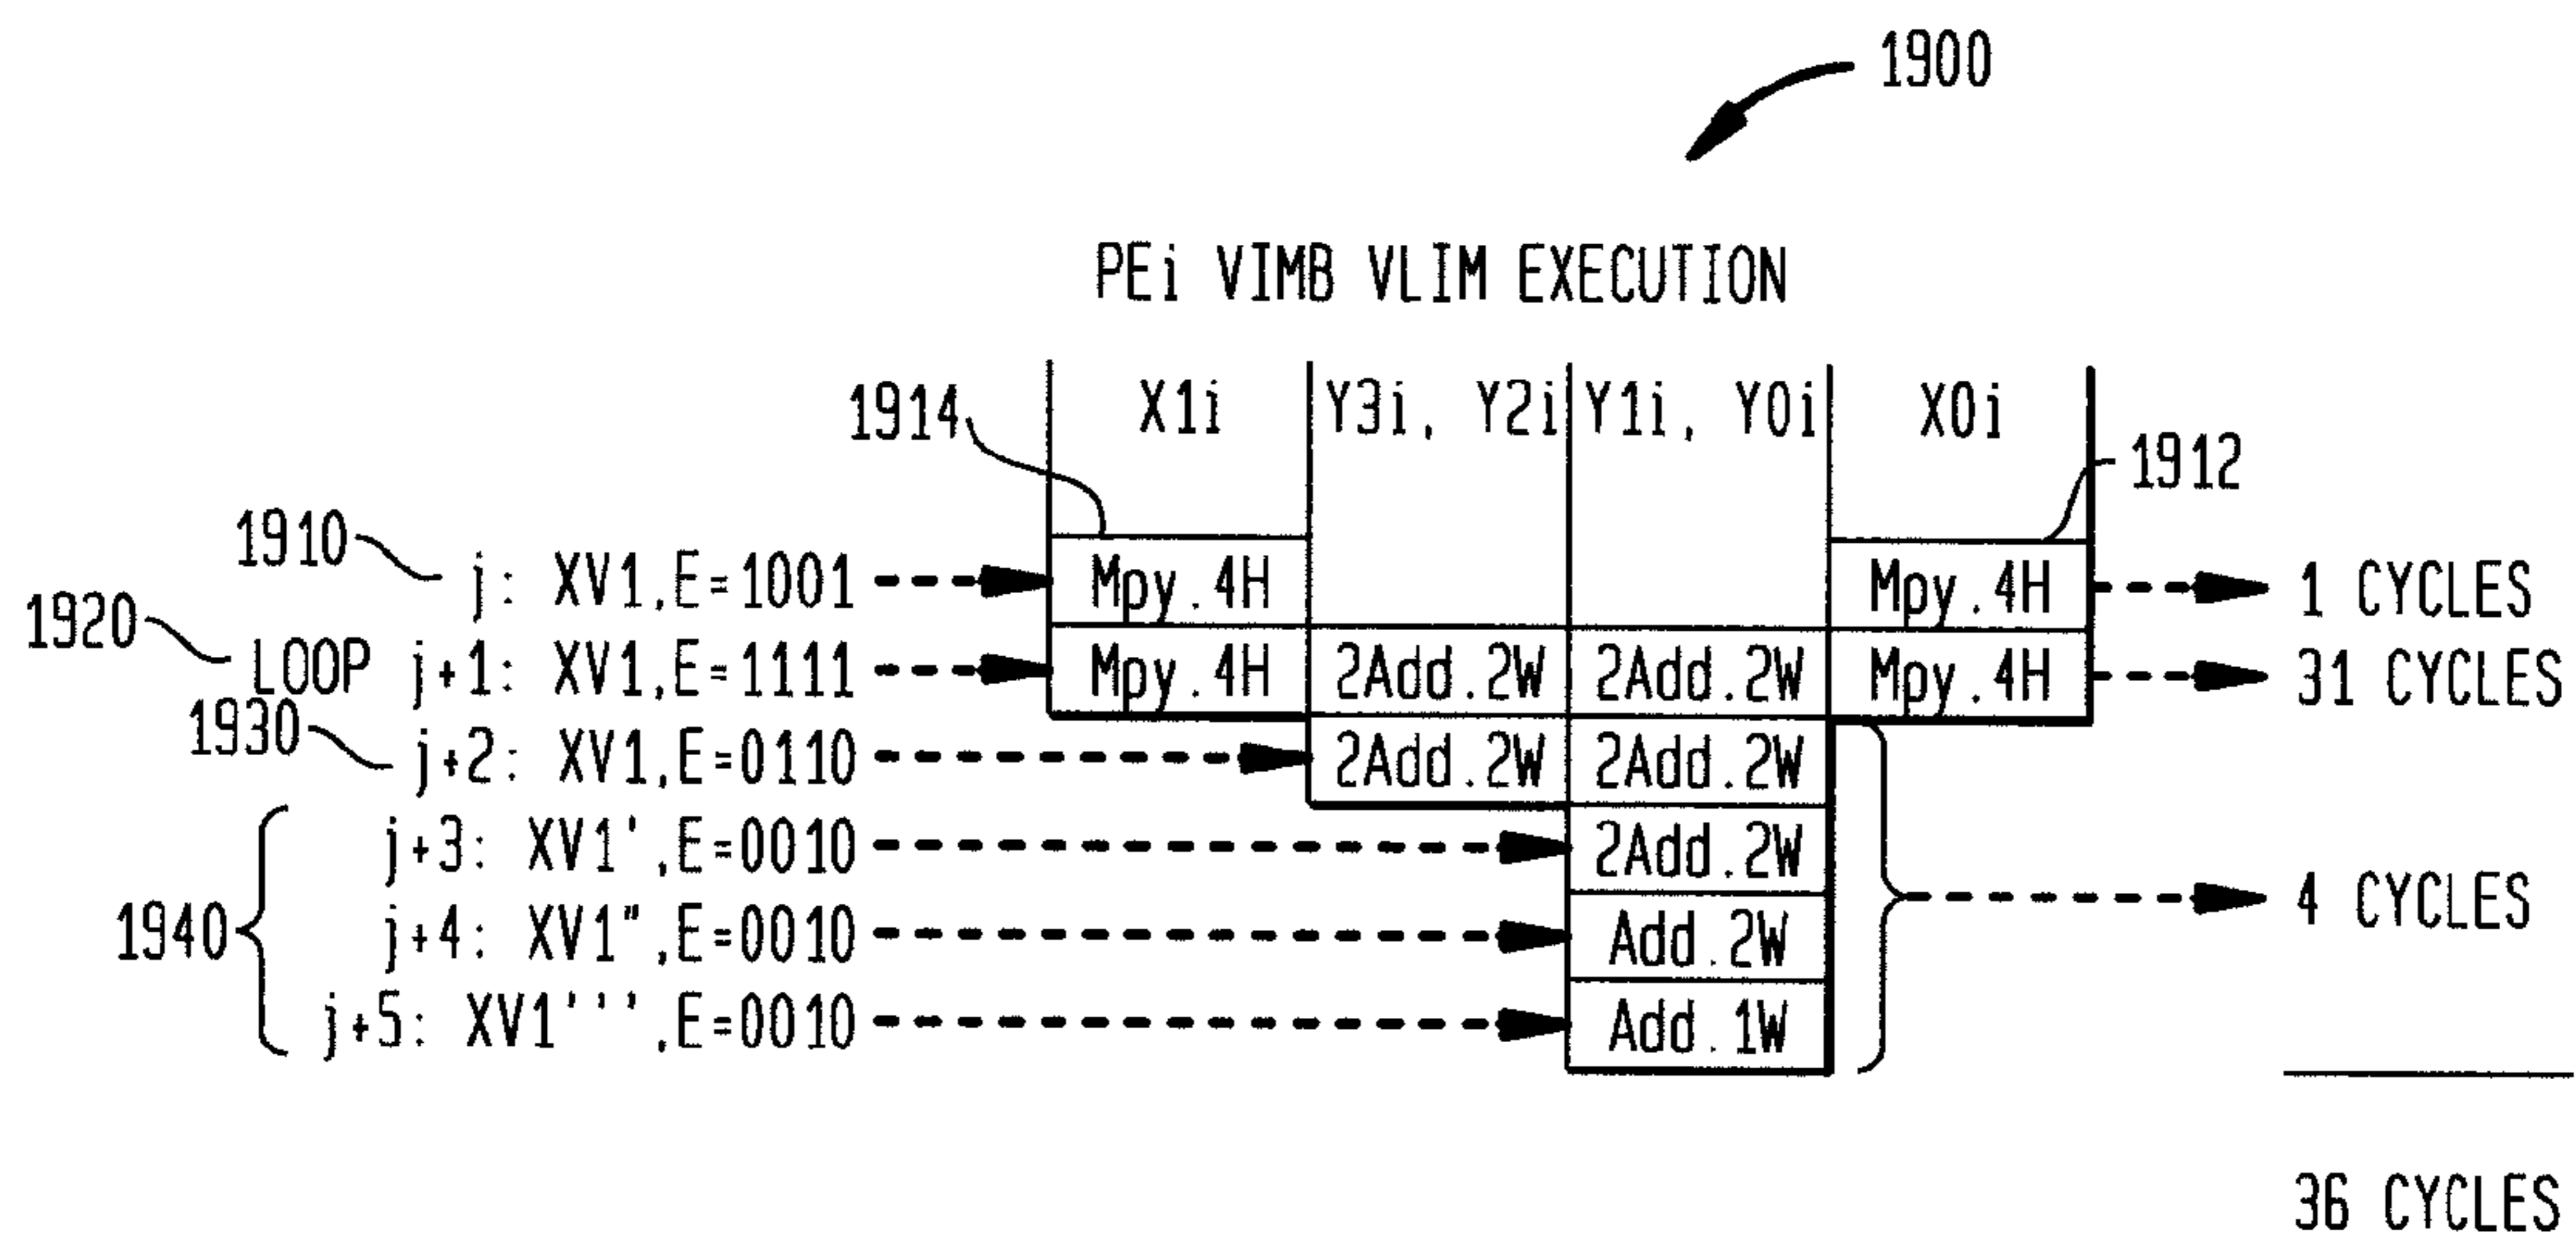 1900
PEi VIMB VLIM EXECUTION
X1i Y3i, Y2i Y1i, Y0i X0i
1914
1912
1910 j: XV1,E=1001 Mpy.4H Mpy.4H 1 CYCLES
1920 LOOP j+1: XV1,E=1111 Mpy.4H 2Add.2W 2Add.2W Mpy.4H 31 CYCLES
1930 j+2: XV1,E=0110 2Add.2W 2Add.2W
j+3: XV1',E=0010 2Add.2W
1940 j+4: XV1",E=0010 Add.2W 4 CYCLES
j+5: XV1''',E=0010 Add.1W
36 CYCLES